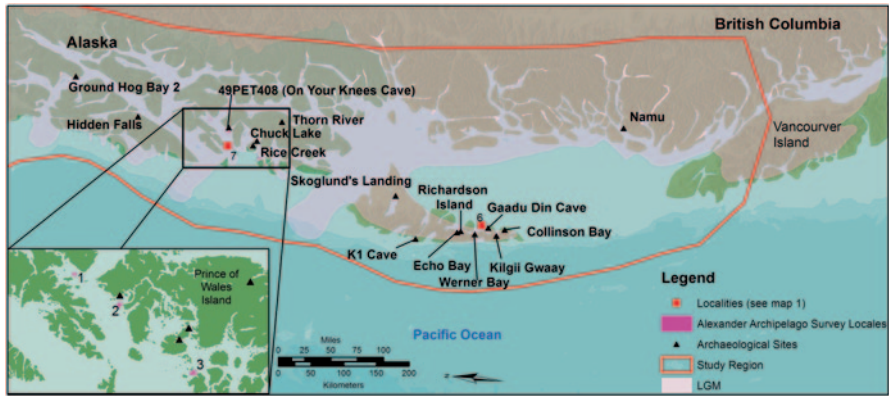 Alaska
British Columbia
Ground Hog Bay 2
49PET408 (On Your Knees Cave)
Hidden Falls
Thorn River
Chuck Lake
Rice Creek
7
Namu
Vancourver
Island
Skoglund's Landing
Richardson
Island
6
Gaadu Din Cave
Collinson Bay
K1 Cave
Echo Bay
Kilgii Gwaay
Werner Bay
Prince of
Wales
Island
1
2
3
Pacific Ocean
Miles
0 25 50 75 100
0 50 100 150 200
Kilometers
Legend
Localities (see map 1)
Alexander Archipelago Survey Locales
Archaeological Sites
Study Region
LGM